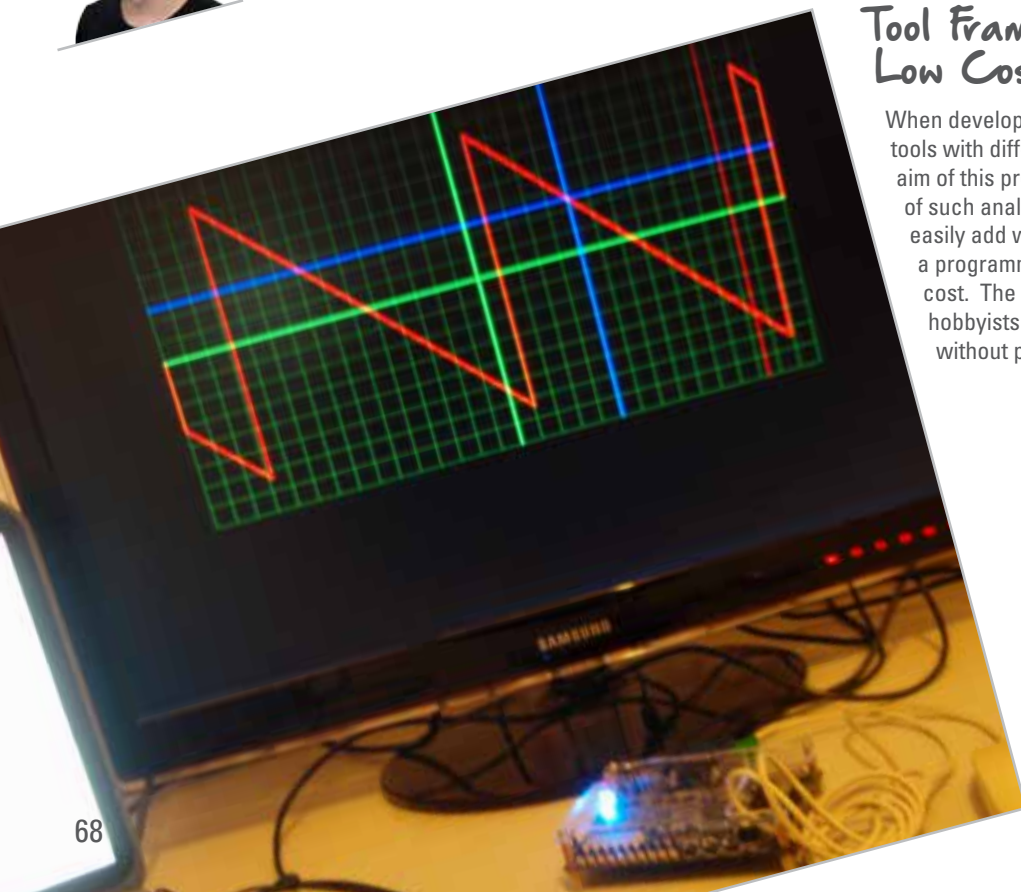 Tool Fram
Low Cos
When develop
tools with diff
aim of this pr
of such anal
easily add w
a programm
cost. The
hobbyists
without p
SAMSUNG
68